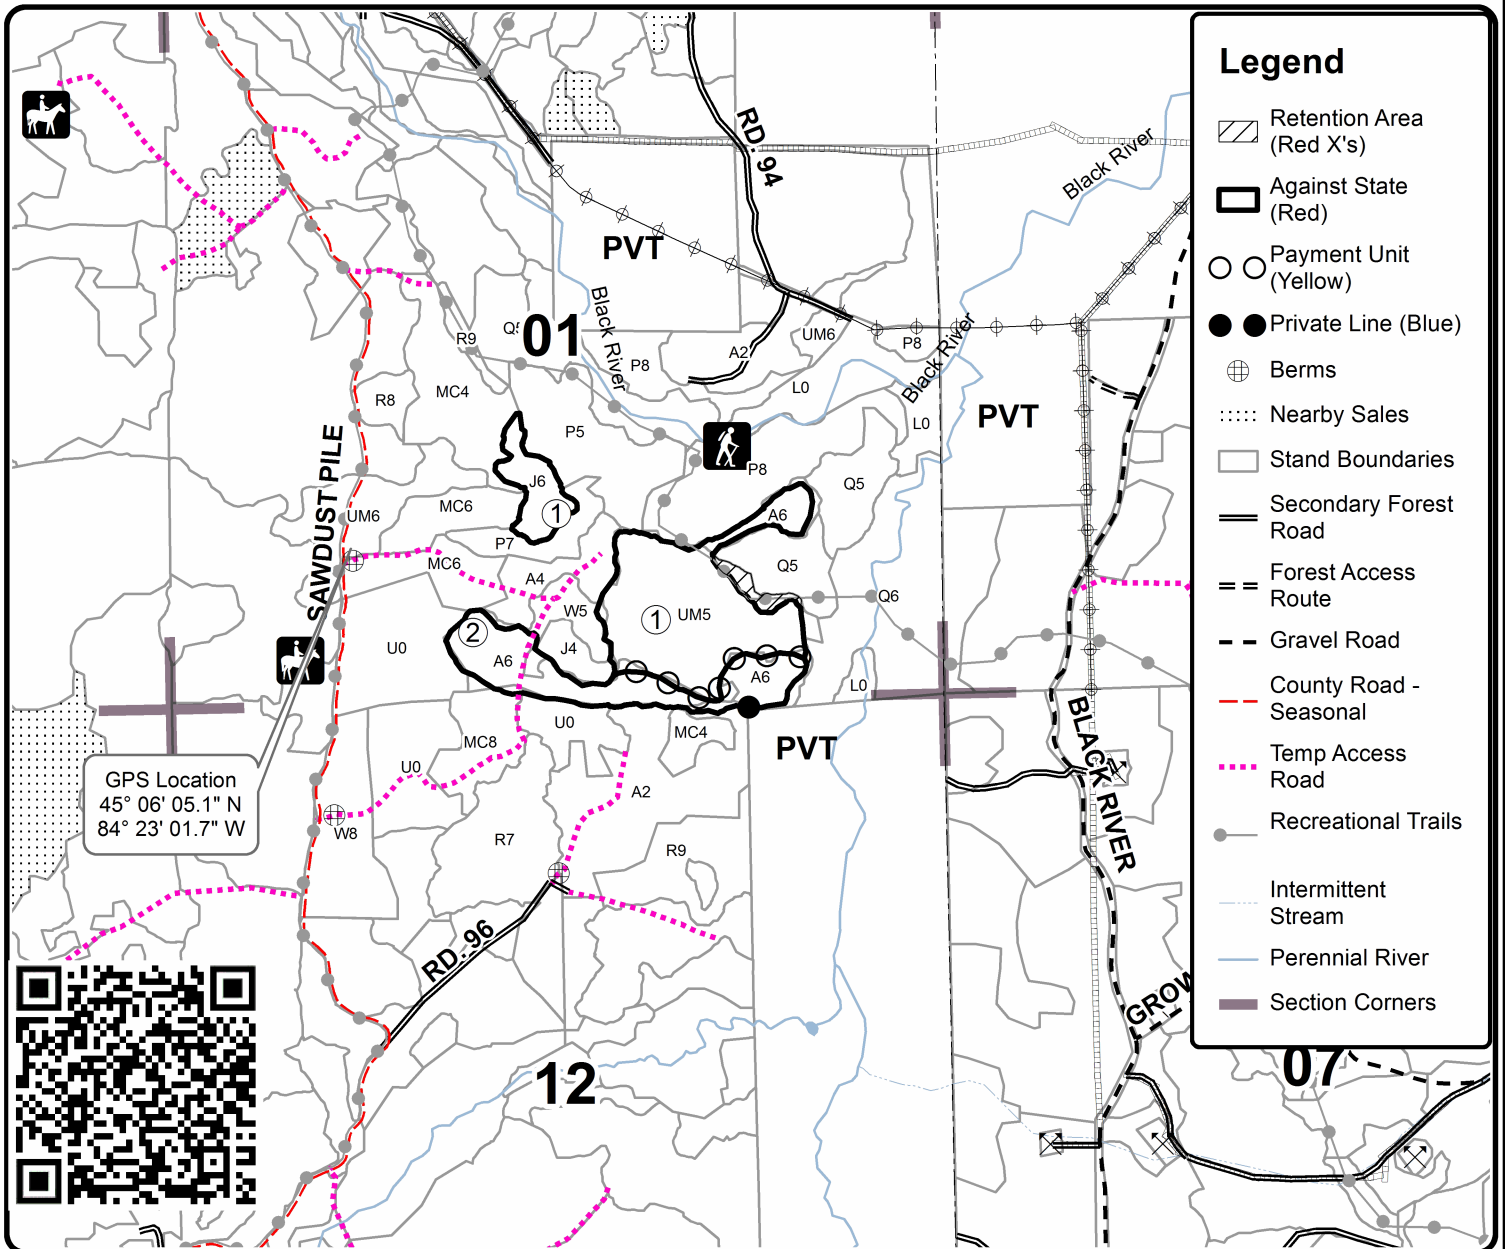 RD. 94
Black River
PVT
Black River
01
R9
P8
A2
UM6
P8
Black River
L0
R8
MC4
P5
L0
PVT
P8
SAWDUST PILE
J6
Q5
UM6
MC6
1
A6
P7
MC6
A4
Q5
W5
1
UM5
Q6
2
U0
A6
J4
A6
L0
U0
MC4
MC8
PVT
U0
BLACK RIVER
GPS Location
45° 06' 05.1" N
84° 23' 01.7" W
A2
W8
R7
R9
RD. 96
12
07
Legend
Retention Area
(Red X's)
Against State
(Red)
Payment Unit
(Yellow)
Private Line (Blue)
Berms
Nearby Sales
Stand Boundaries
Secondary Forest
Road
Forest Access
Route
Gravel Road
County Road -
Seasonal
Temp Access
Road
Recreational Trails
Intermittent
Stream
Perennial River
Section Corners